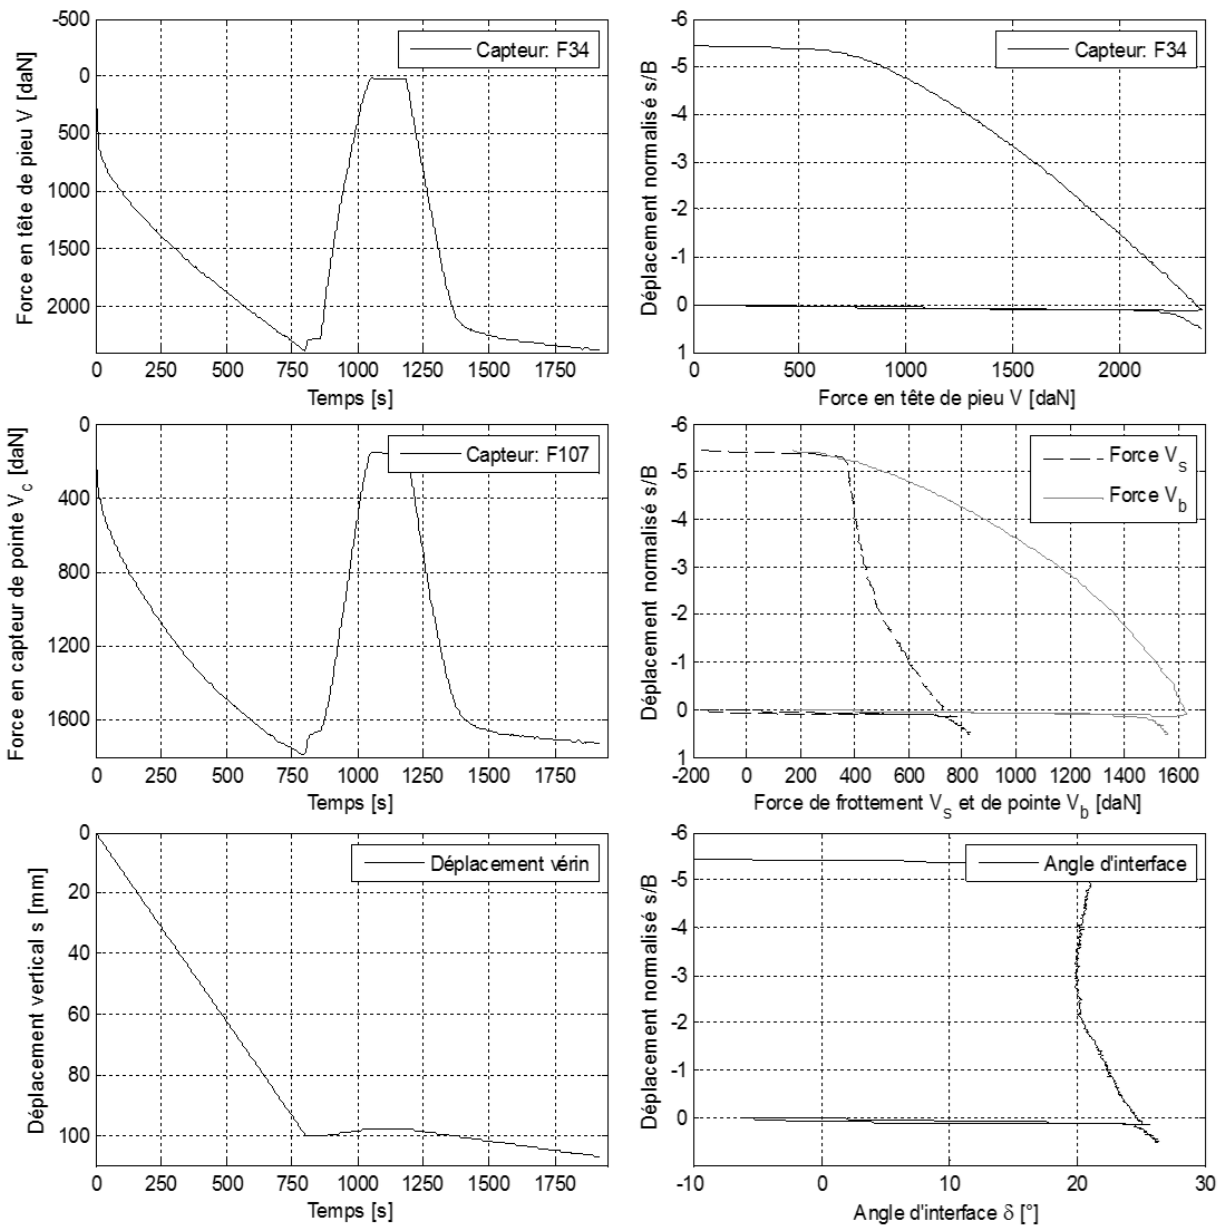 -500
0
500
1000
1500
2000
Force en tête de pieu V [daN]
Capteur: F34
0 250 500 750 1000 1250 1500 1750
Temps [s]
-6
-5
-4
-3
-2
-1
0
1
Déplacement normalisé s/B
Capteur: F34
0 500 1000 1500 2000
Force en tête de pieu V [daN]
0
400
800
1200
1600
Force en capteur de pointe Vc [daN]
Capteur: F107
0 250 500 750 1000 1250 1500 1750
Temps [s]
-6
-5
-4
-3
-2
-1
0
1
Déplacement normalisé s/B
Force Vs
Force Vb
-200 0 200 400 600 800 1000 1200 1400 1600
Force de frottement Vs et de pointe Vb [daN]
0
20
40
60
80
100
Déplacement vertical s [mm]
Déplacement vérin
0 250 500 750 1000 1250 1500 1750
Temps [s]
-6
-5
-4
-3
-2
-1
0
Déplacement normalisé s/B
Angle d'interface
-10 0 10 20 30
Angle d'interface δ [°]